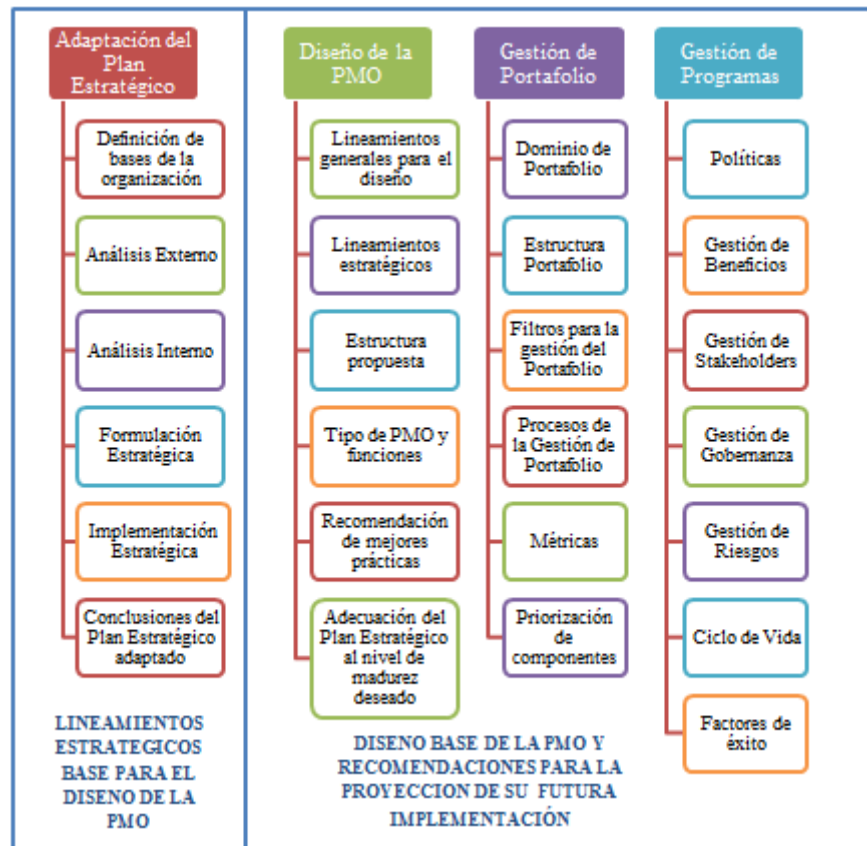 Adaptación del
Plan
Estratégico
Definición de
bases de la
organización
Análisis Externo
Análisis Interno
Formulación
Estratégica
Implementación
Estratégica
Conclusiones del
Plan Estratégico
adaptado
LINEAMIENTOS
ESTRATEGICOS
BASE PARA EL
DISENO DE LA
PMO
Diseño de la
PMO
Lineamientos
generales para el
diseño
Lineamientos
estratégicos
Estructura
propuesta
Tipo de PMO y
funciones
Recomendación
de mejores
prácticas
Adecuación del
Plan Estratégico
al nivel de
madurez
deseado
Gestión de
Portafolio
Dominio de
Portafolio
Estructura
Portafolio
Filtros para la
gestión del
Portafolio
Procesos de
la Gestión de
Portafolio
Métricas
Priorización
de
componentes
Gestión de
Programas
Políticas
Gestión de
Beneficios
Gestión de
Stakeholders
Gestión de
Gobernanza
Gestión de
Riesgos
Ciclo de Vida
Factores de
éxito
DISENO BASE DE LA PMO Y
RECOMENDACIONES PARA LA
PROYECCION DE SU FUTURA
IMPLEMENTACIÓN